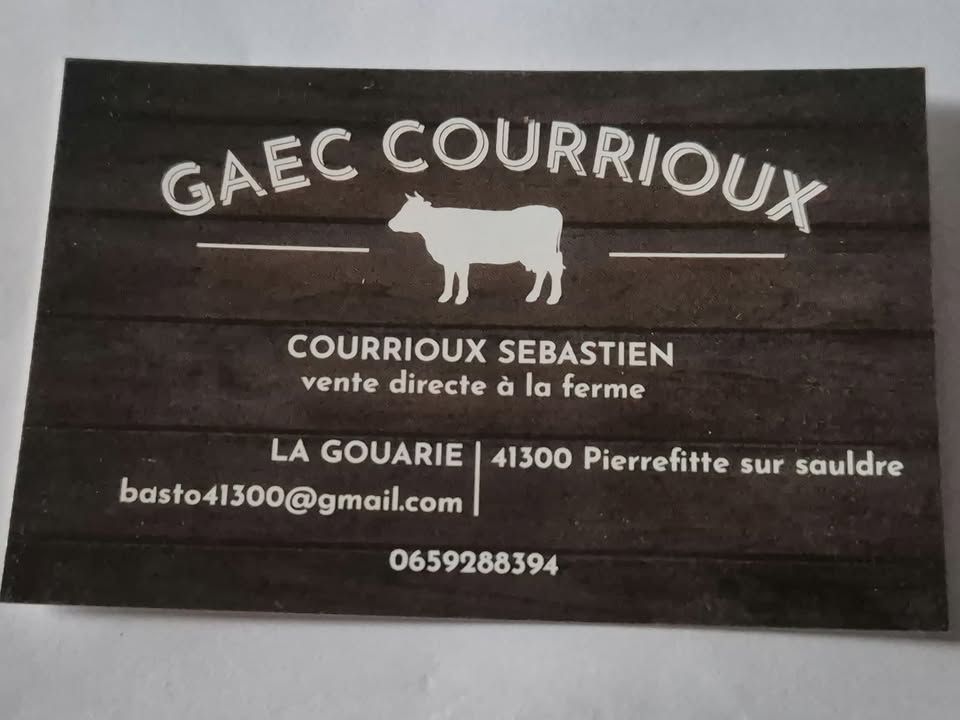 GAEC COURRIOUX
COURRIOUX SEBASTIEN
vente directe à la ferme
LA GOUARIE
basto41300@gmail.com
41300 Pierrefitte sur sauldre
0659288394